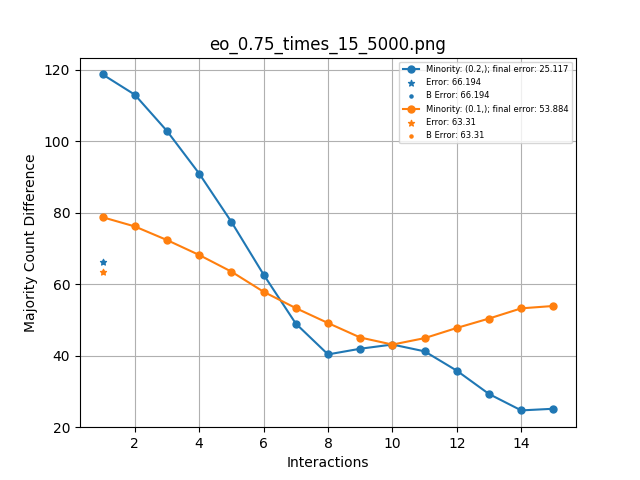 eo_0.75_times_15_5000.png
Minority: (0.2,); final error: 25.117
Error: 66.194
B Error: 66.194
Minority: (0.1,); final error: 53.884
Error: 63.31
B Error: 63.31
Majority Count Difference
120
100
80
60
40
20
2 4 6 8 10 12 14
Interactions